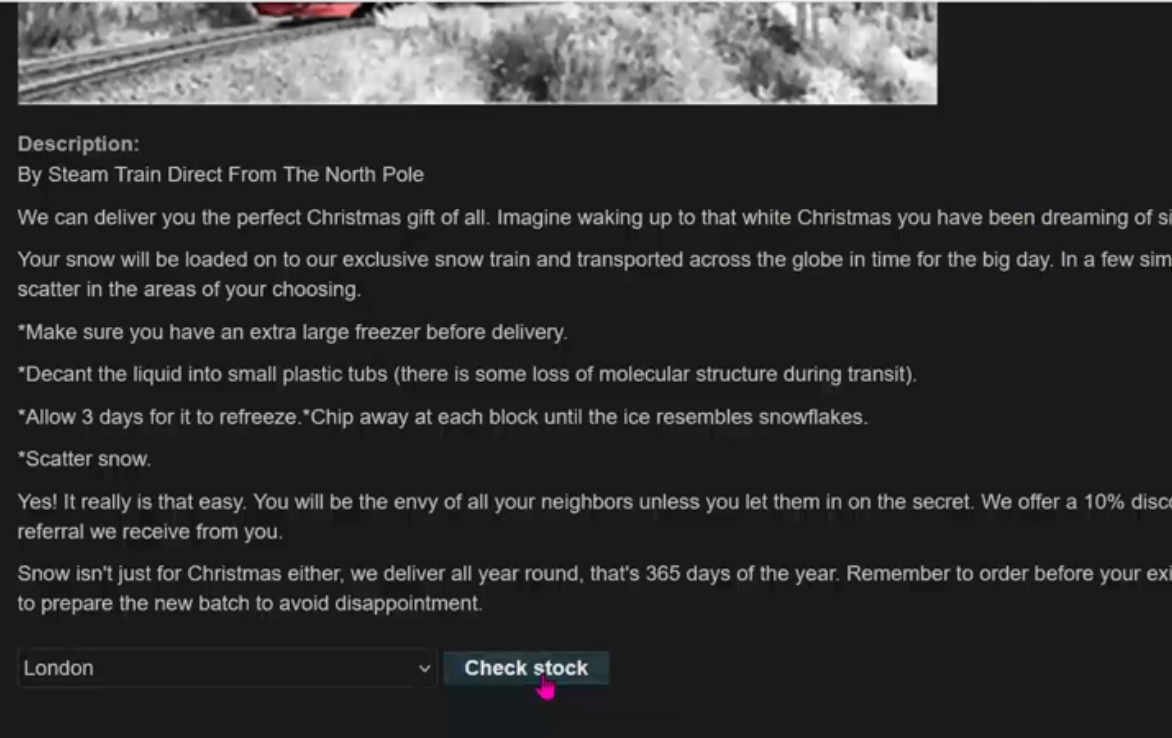 Description:
By Steam Train Direct From The North Pole
We can deliver you the perfect Christmas gift of all. Imagine waking up to that white Christmas you have been dreaming of
Your snow will be loaded on to our exclusive snow train and transported across the globe in time for the big day. In a few
scatter in the areas of your choosing.
*Make sure you have an extra large freezer before delivery.
*Decant the liquid into small plastic tubs (there is some loss of molecular structure during transit).
*Allow 3 days for it to refreeze.*Chip away at each block until the ice resembles snowflakes.
*Scatter snow.
Yes! It really is that easy. You will be the envy of all your neighbors unless you let them in on the secret. We offer a 10%
referral we receive from you.
Snow isn't just for Christmas either, we deliver all year round, that's 365 days of the year. Remember to order before your
to prepare the new batch to avoid disappointment.
London
Check stock